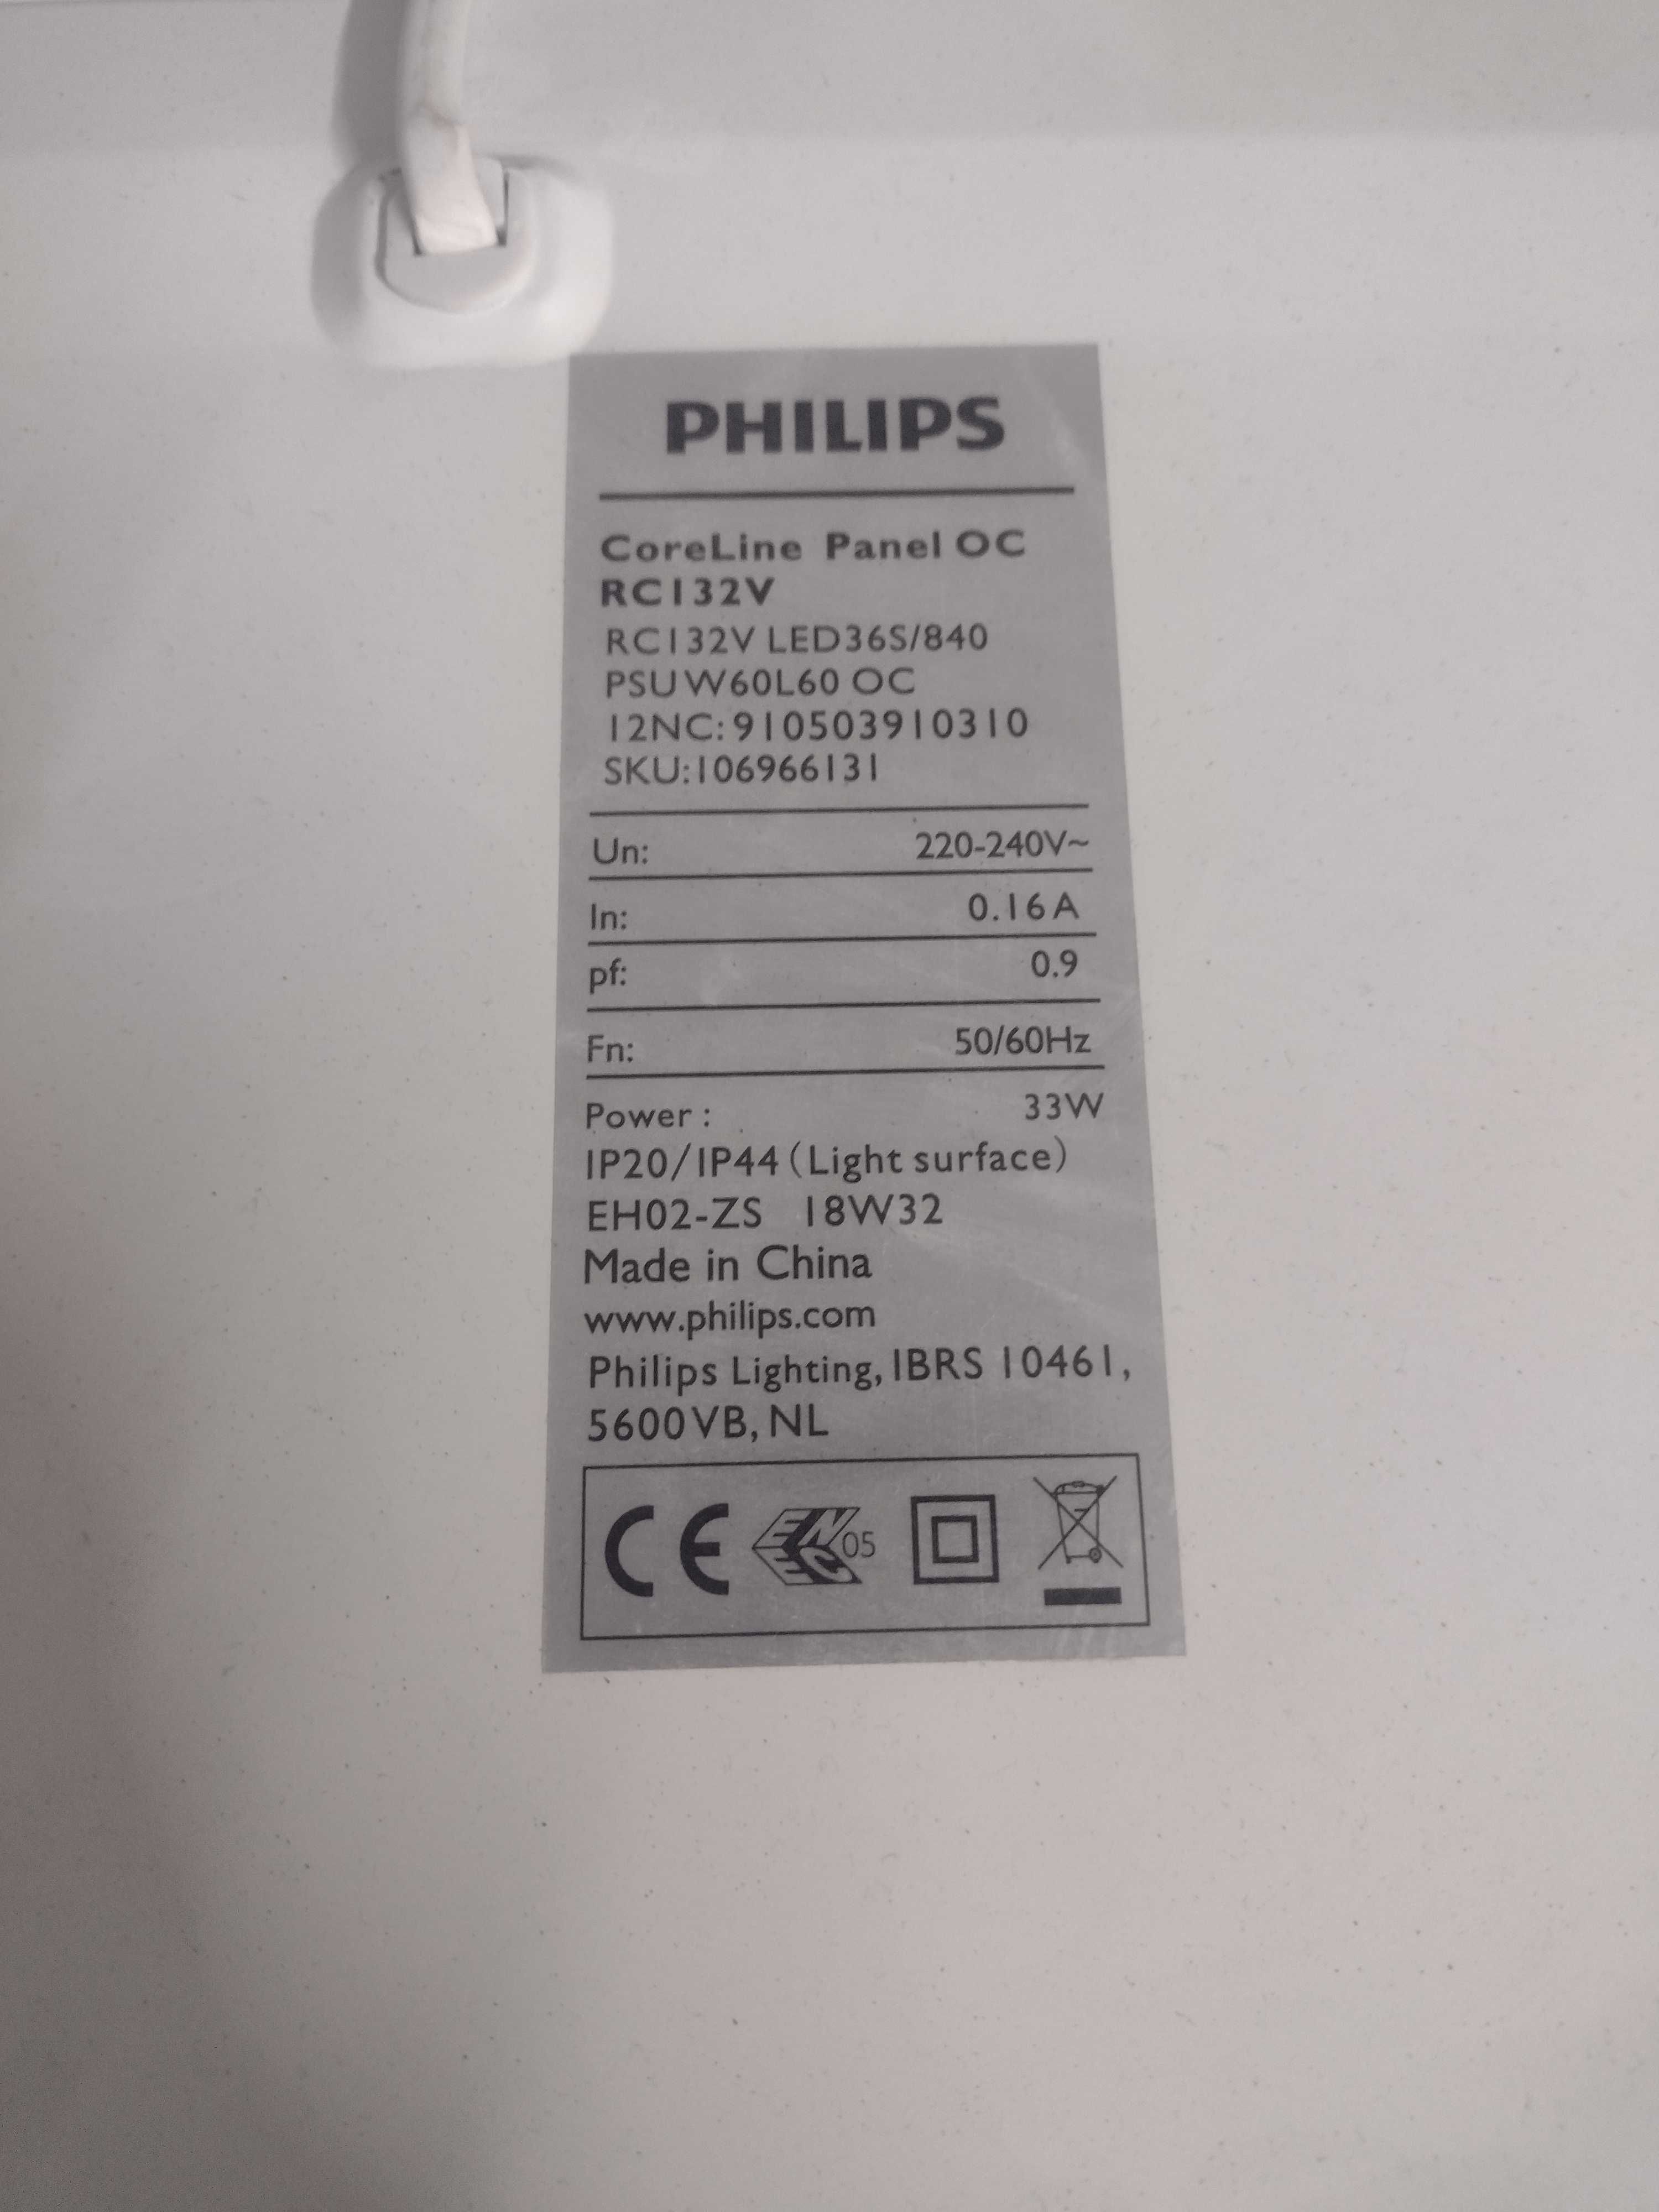 PHILIPS
CoreLine Panel OC
RC132V
RC132V LED36S/840
PSU W60L60 OC
12NC:910503910310
SKU:106966131
Un: 220-240V~
In: 0.16A
pf: 0.9
Fn: 50/60Hz
Power : 33W
IP20/IP44(Light surface)
EH02-ZS 18W32
Made in China
www.philips.com
Philips Lighting, IBRS 10461,
5600VB, NL
CE ENEC 05